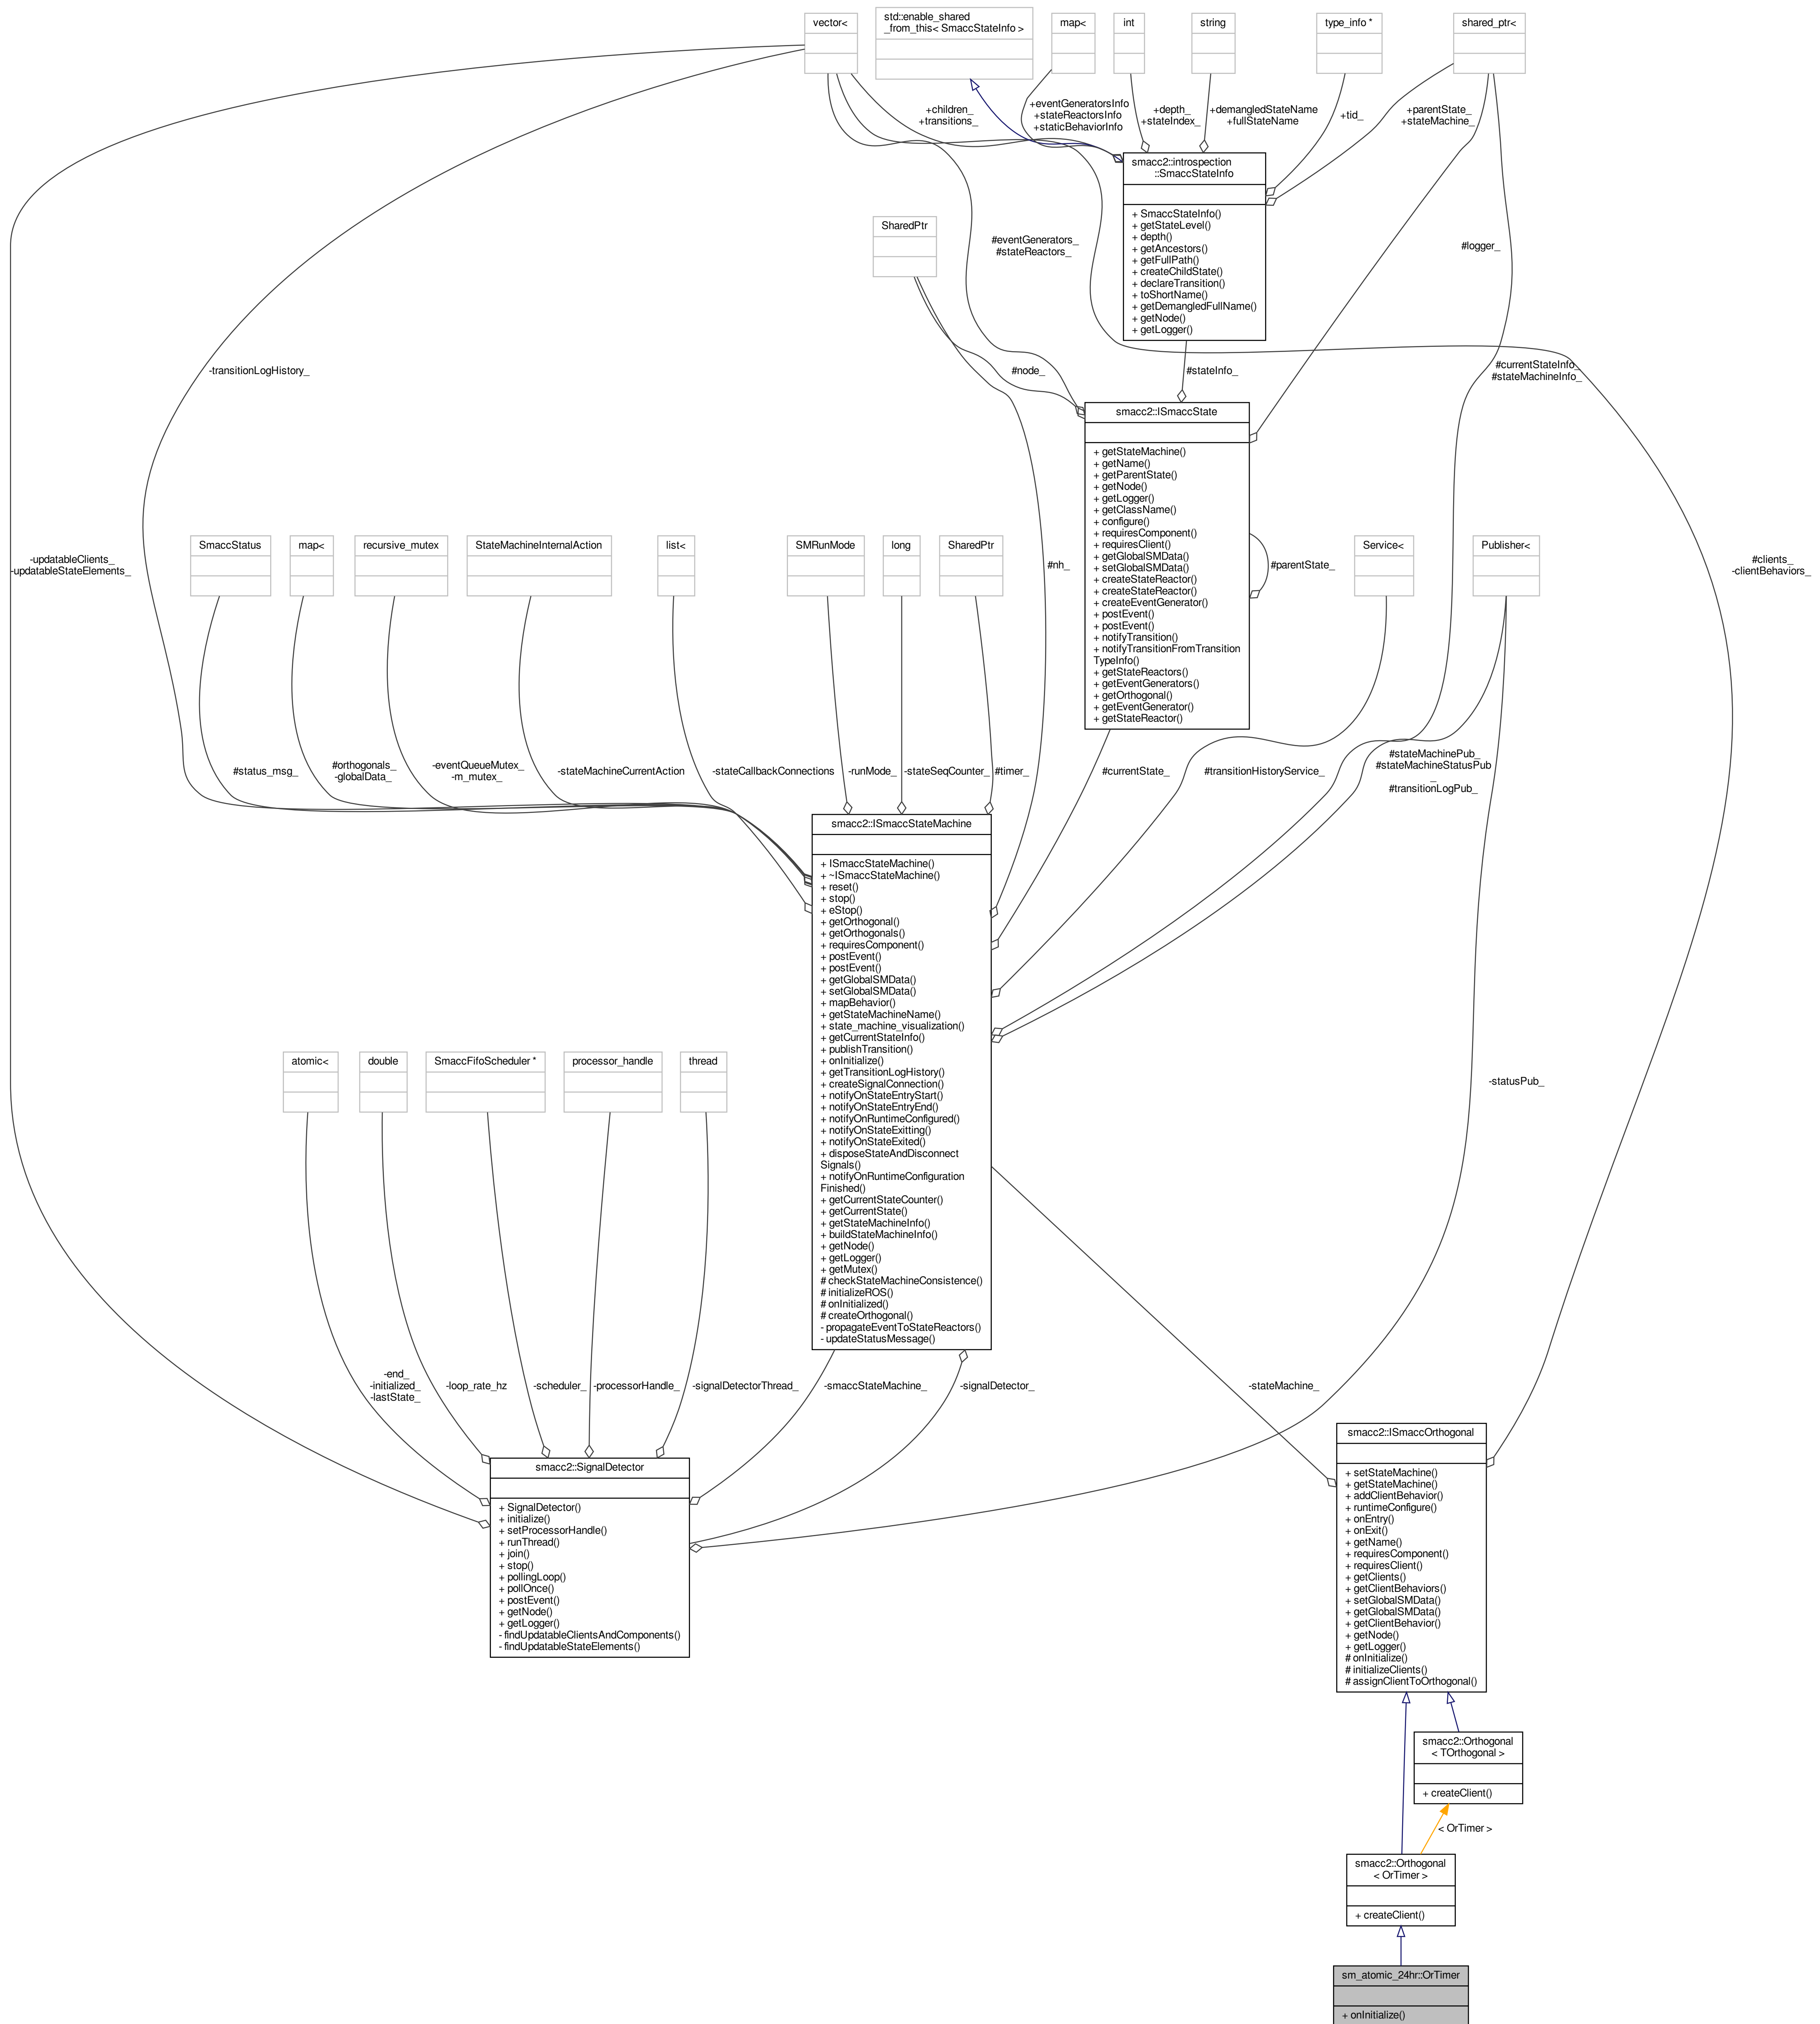 vector<
std::enable_shared
_from_this< SmaccStateInfo >
map<
int
string
type_info *
shared_ptr<
+children_
+transitions_
+eventGeneratorsInfo
+stateReactorsInfo
+staticBehaviorInfo
+depth_
+stateIndex_
+demangledStateName
+fullStateName
+tid_
+parentState_
+stateMachine_
smacc2::introspection
::SmaccStateInfo
+ SmaccStateInfo()
+ getStateLevel()
+ depth()
+ getAncestors()
+ getFullPath()
+ createChildState()
+ declareTransition()
+ toShortName()
+ getDemangledFullName()
+ getNode()
+ getLogger()
SharedPtr
#eventGenerators_
#stateReactors_
#logger_
-transitionLogHistory_
#node_
#stateInfo_
#currentStateInfo_
#stateMachineInfo_
smacc2::ISmaccState
+ getStateMachine()
+ getName()
+ getParentState()
+ getNode()
+ getLogger()
+ getClassName()
+ configure()
+ requiresComponent()
+ requiresClient()
+ getGlobalSMData()
+ setGlobalSMData()
+ createStateReactor()
+ createStateReactor()
+ createEventGenerator()
+ postEvent()
+ postEvent()
+ notifyTransition()
+ notifyTransitionFromTransition
TypeInfo()
+ getStateReactors()
+ getEventGenerators()
+ getOrthogonal()
+ getEventGenerator()
+ getStateReactor()
#parentState_
-updatableClients_
-updatableStateElements_
SmaccStatus
map<
recursive_mutex
StateMachineInternalAction
list<
SMRunMode
long
SharedPtr
#nh_
Service<
Publisher<
#clients_
-clientBehaviors_
#status_msg_
#orthogonals_
-globalData_
-eventQueueMutex_
-m_mutex_
-stateMachineCurrentAction
-stateCallbackConnections
-runMode_
-stateSeqCounter_
#timer_
#currentState_
#transitionHistoryService_
#stateMachinePub_
#stateMachineStatusPub
_
#transitionLogPub_
smacc2::ISmaccStateMachine
+ ISmaccStateMachine()
+ ~ISmaccStateMachine()
+ reset()
+ stop()
+ eStop()
+ getOrthogonal()
+ getOrthogonals()
+ requiresComponent()
+ postEvent()
+ postEvent()
+ getGlobalSMData()
+ setGlobalSMData()
+ mapBehavior()
+ getStateMachineName()
+ state_machine_visualization()
+ getCurrentStateInfo()
+ publishTransition()
+ onInitialize()
+ getTransitionLogHistory()
+ createSignalConnection()
+ notifyOnStateEntryStart()
+ notifyOnStateEntryEnd()
+ notifyOnRuntimeConfigured()
+ notifyOnStateExitting()
+ notifyOnStateExited()
+ disposeStateAndDisconnect
Signals()
+ notifyOnRuntimeConfiguration
Finished()
+ getCurrentStateCounter()
+ getCurrentState()
+ getStateMachineInfo()
+ buildStateMachineInfo()
+ getNode()
+ getLogger()
+ getMutex()
# checkStateMachineConsistence()
# initializeROS()
# onInitialized()
# createOrthogonal()
- propagateEventToStateReactors()
- updateStatusMessage()
atomic<
double
SmaccFifoScheduler *
processor_handle
thread
-statusPub_
-end_
-initialized_
-lastState_
-loop_rate_hz
-scheduler_
-processorHandle_
-signalDetectorThread_
-smaccStateMachine_
-signalDetector_
-stateMachine_
smacc2::SignalDetector
+ SignalDetector()
+ initialize()
+ setProcessorHandle()
+ runThread()
+ join()
+ stop()
+ pollingLoop()
+ pollOnce()
+ postEvent()
+ getNode()
+ getLogger()
- findUpdatableClientsAndComponents()
- findUpdatableStateElements()
smacc2::ISmaccOrthogonal
+ setStateMachine()
+ getStateMachine()
+ addClientBehavior()
+ runtimeConfigure()
+ onEntry()
+ onExit()
+ getName()
+ requiresComponent()
+ requiresClient()
+ getClients()
+ getClientBehaviors()
+ setGlobalSMData()
+ getGlobalSMData()
+ getClientBehavior()
+ getNode()
+ getLogger()
# onInitialize()
# initializeClients()
# assignClientToOrthogonal()
smacc2::Orthogonal
< TOrthogonal >
+ createClient()
< OrTimer >
smacc2::Orthogonal
< OrTimer >
+ createClient()
sm_atomic_24hr::OrTimer
+ onInitialize()